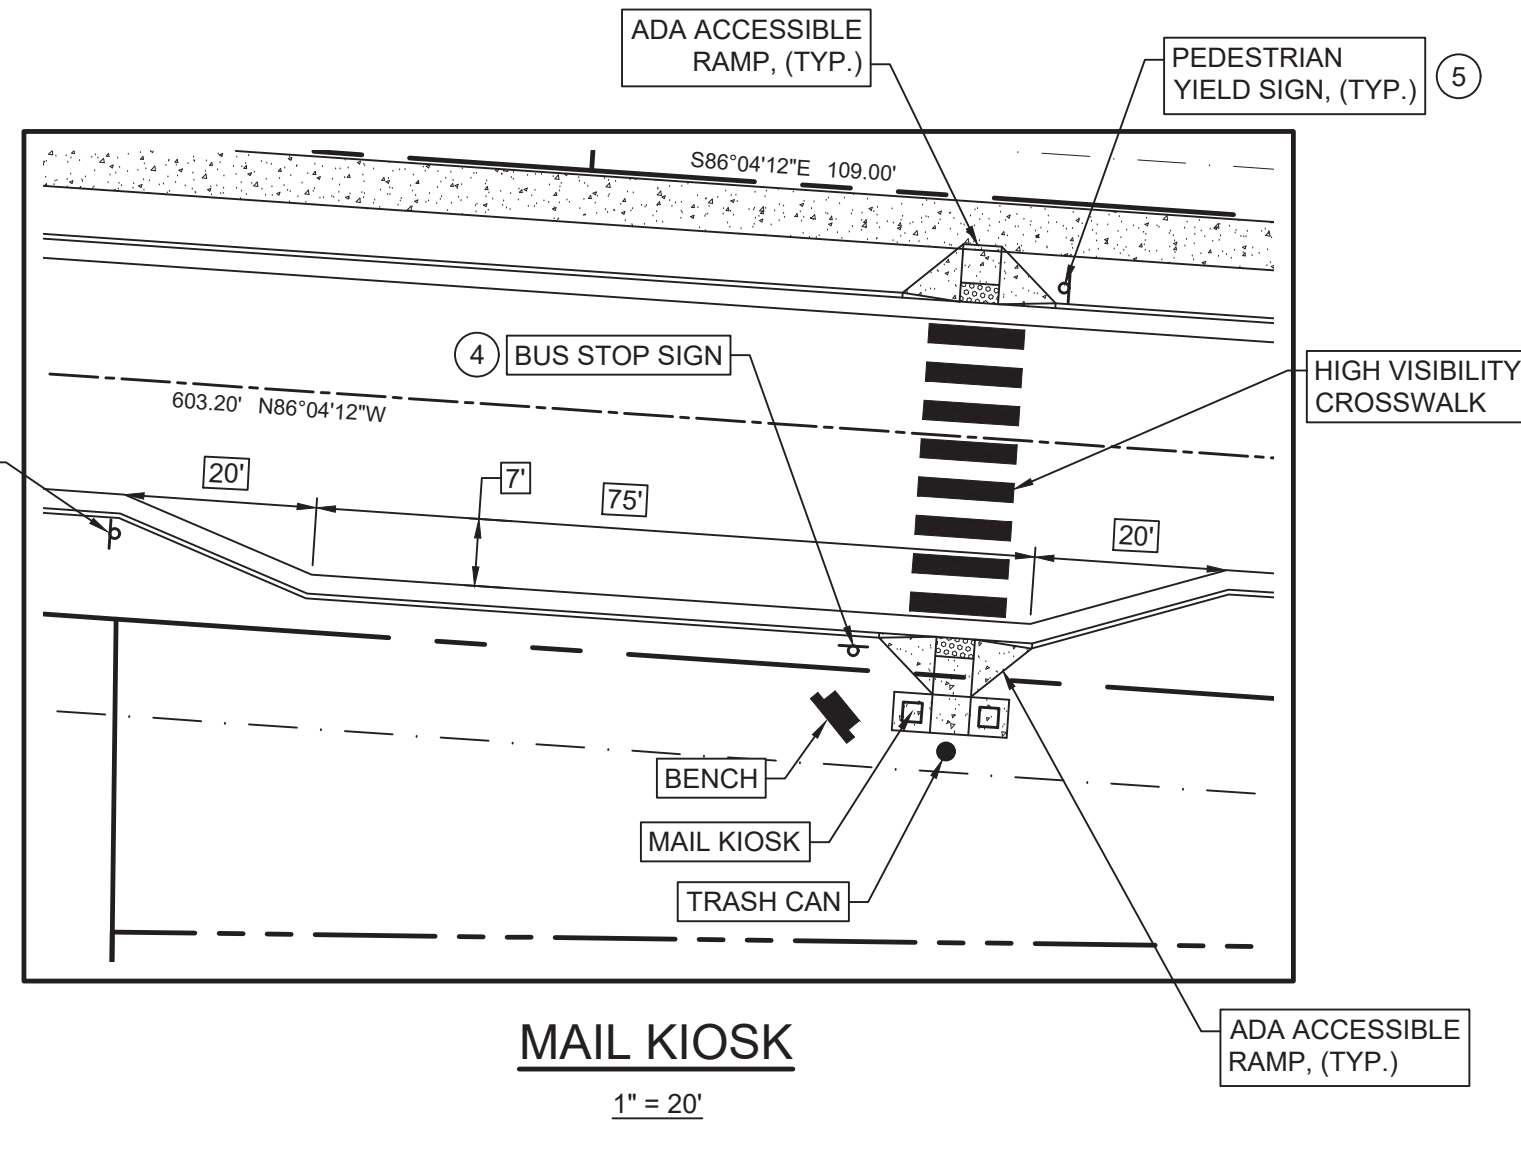 ADA ACCESSIBLE
RAMP, (TYP.)
PEDESTRIAN
YIELD SIGN, (TYP.)
5
S86°04'12"E 109.00'
4
BUS STOP SIGN
HIGH VISIBILITY
CROSSWALK
603.20' N86°04'12"W
20'
7'
75'
20'
BENCH
MAIL KIOSK
TRASH CAN
ADA ACCESSIBLE
RAMP, (TYP.)
MAIL KIOSK
1" = 20'